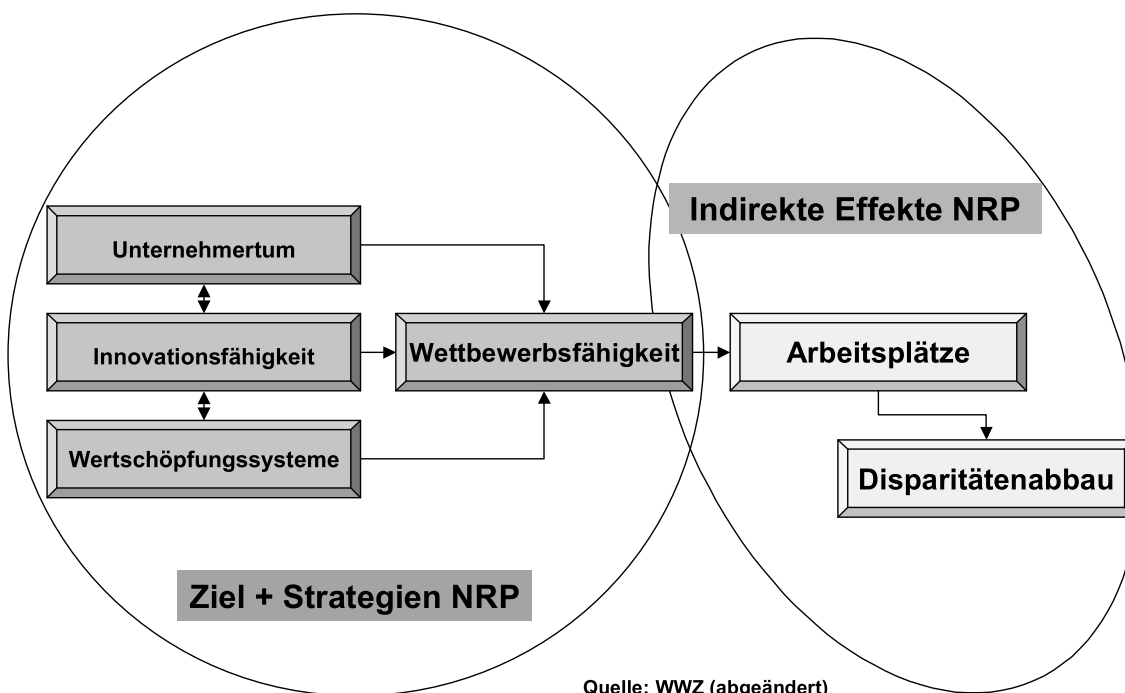 Indirekte Effekte NRP
Unternehmertum
Innovationsfähigkeit
Wettbewerbsfähigkeit
Arbeitsplätze
Wertschöpfungssysteme
Disparitätenabbau
Ziel + Strategien NRP
Quelle: WWZ (abgeändert)